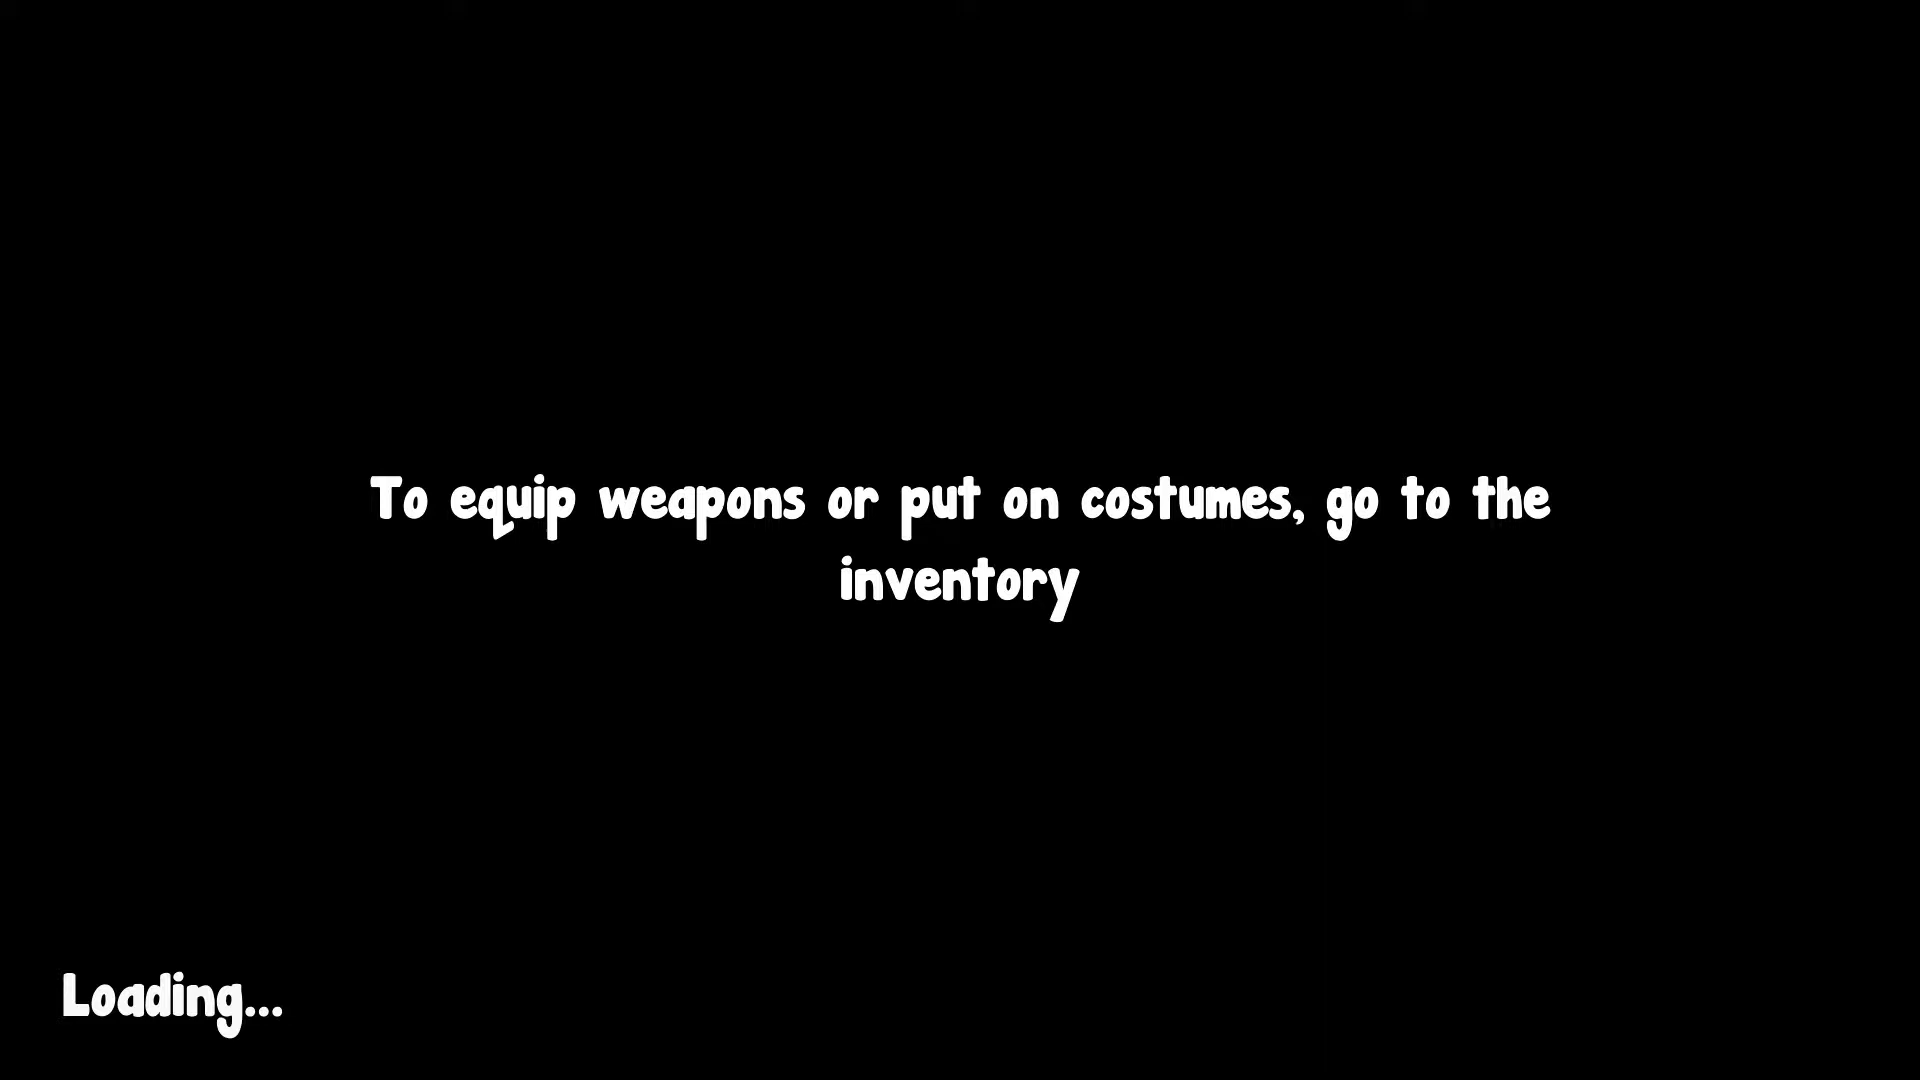 To equip weapons or put on costumes, go to the
inventory
Loading...